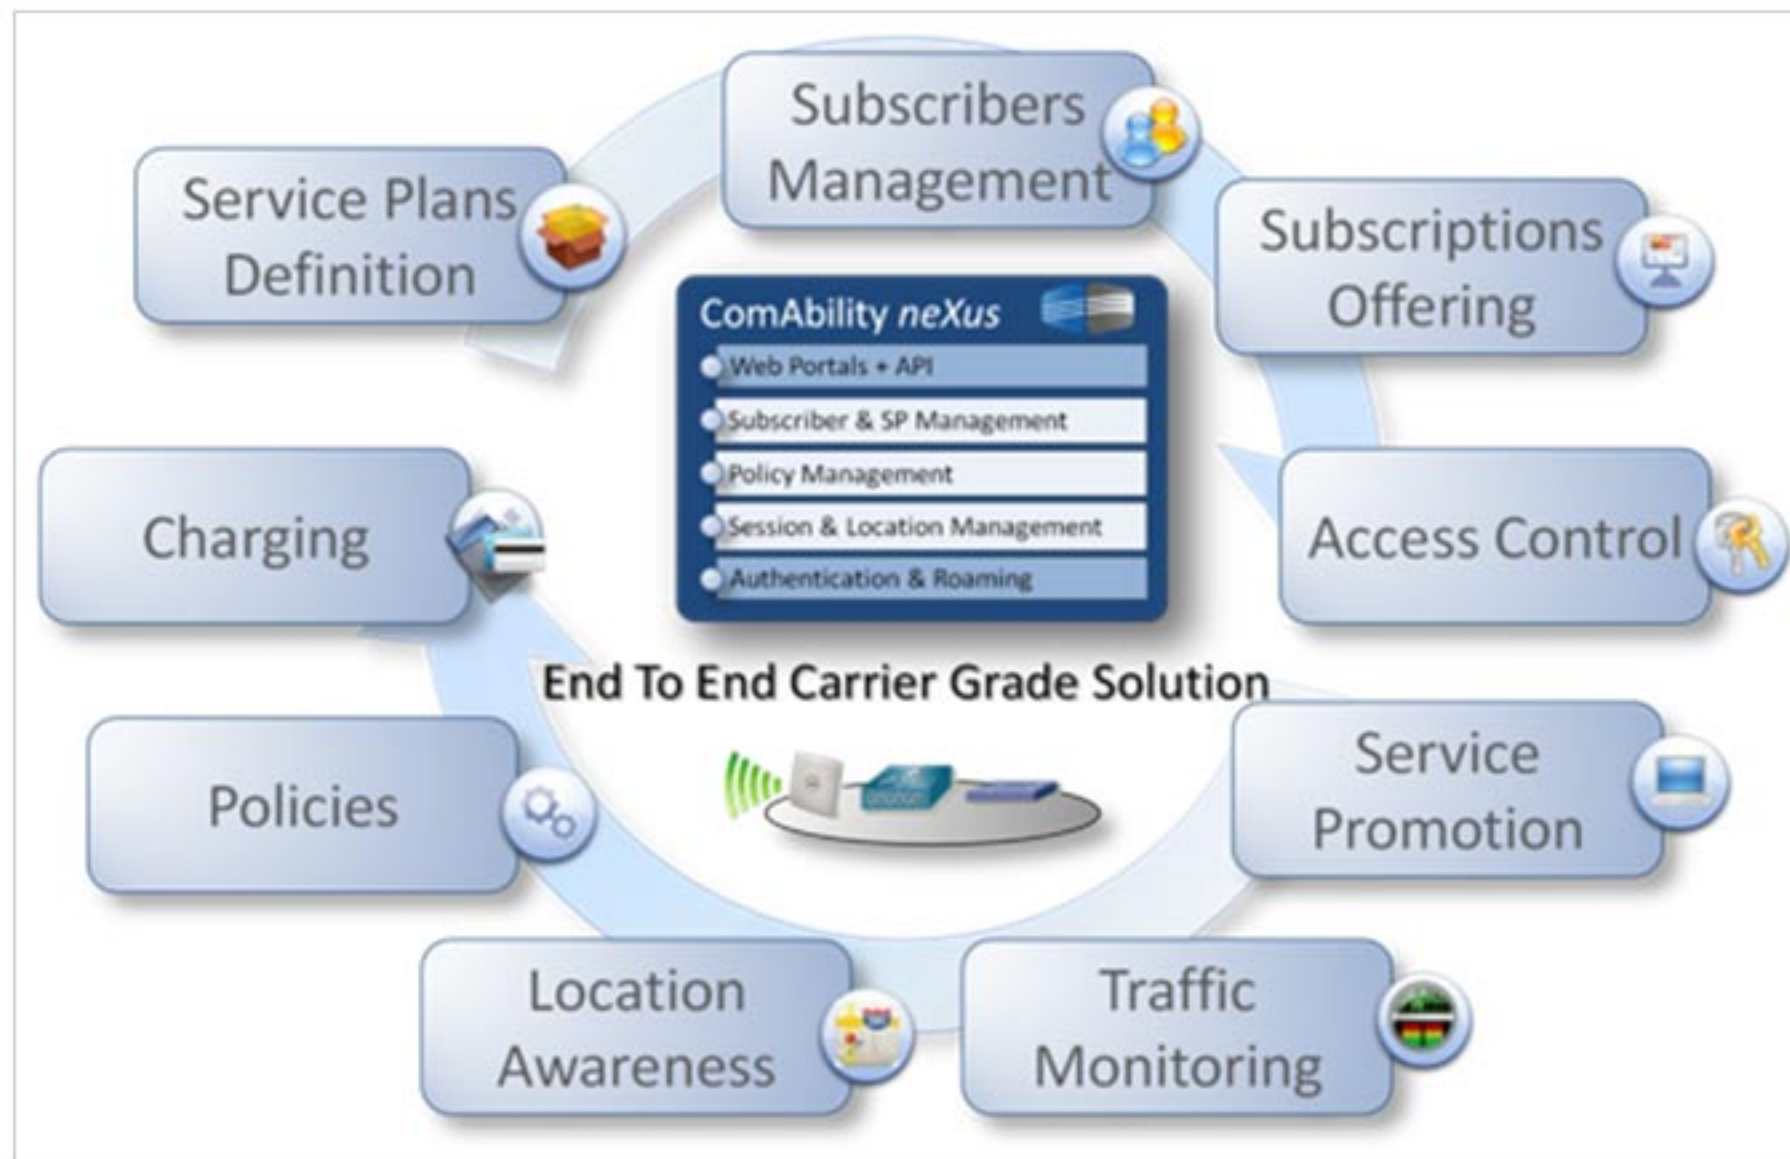 Subscribers
Management
Service Plans
Definition
Subscriptions
Offering
ComAbility neXus
Web Portals + API
Subscriber & SP Management
Policy Management
Session & Location Management
Authentication & Roaming
Charging
Access Control
End To End Carrier Grade Solution
Policies
Service
Promotion
Location
Awareness
Traffic
Monitoring